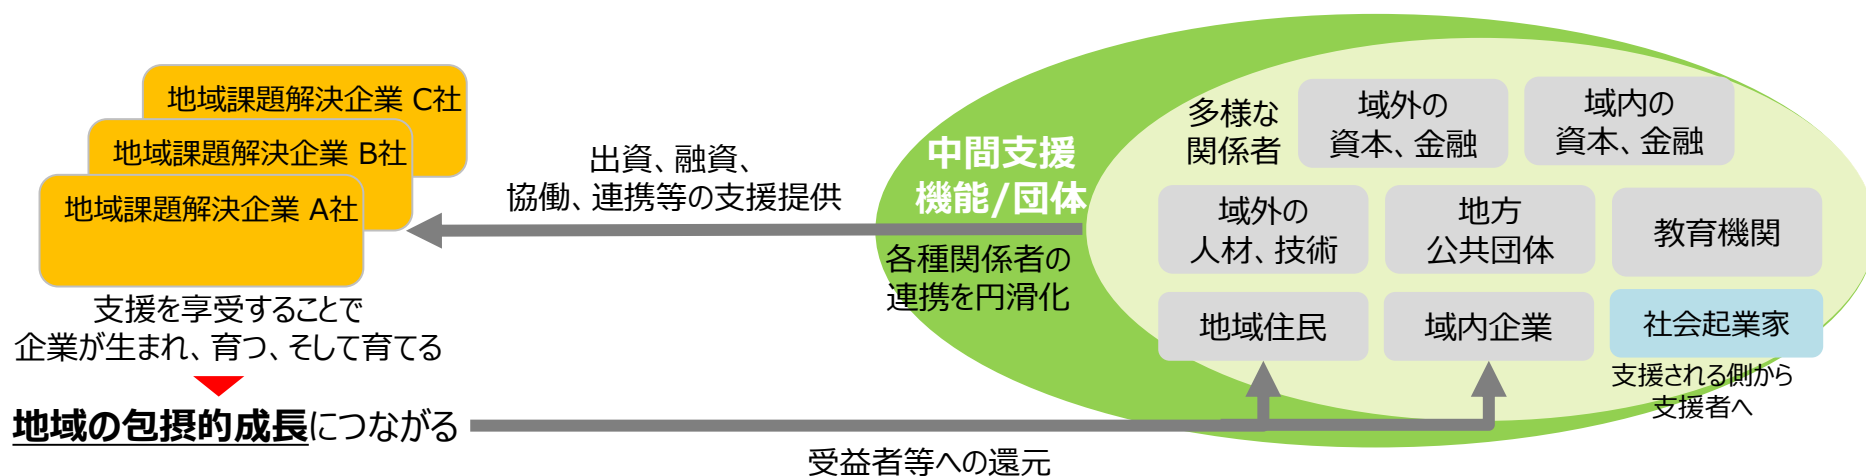 地域課題解決企業 C社
地域課題解決企業 B社
地域課題解決企業 A社
支援を享受することで
企業が生まれ、育つ、そして育てる
地域の包摂的成長につながる
出資、融資、
協働、連携等の支援提供
中間支援
機能/団体
各種関係者の
連携を円滑化
多様な
関係者
域外の
資本、金融
域内の
資本、金融
域外の
人材、技術
地方
公共団体
教育機関
地域住民
域内企業
社会起業家
支援される側から
支援者へ
受益者等への還元